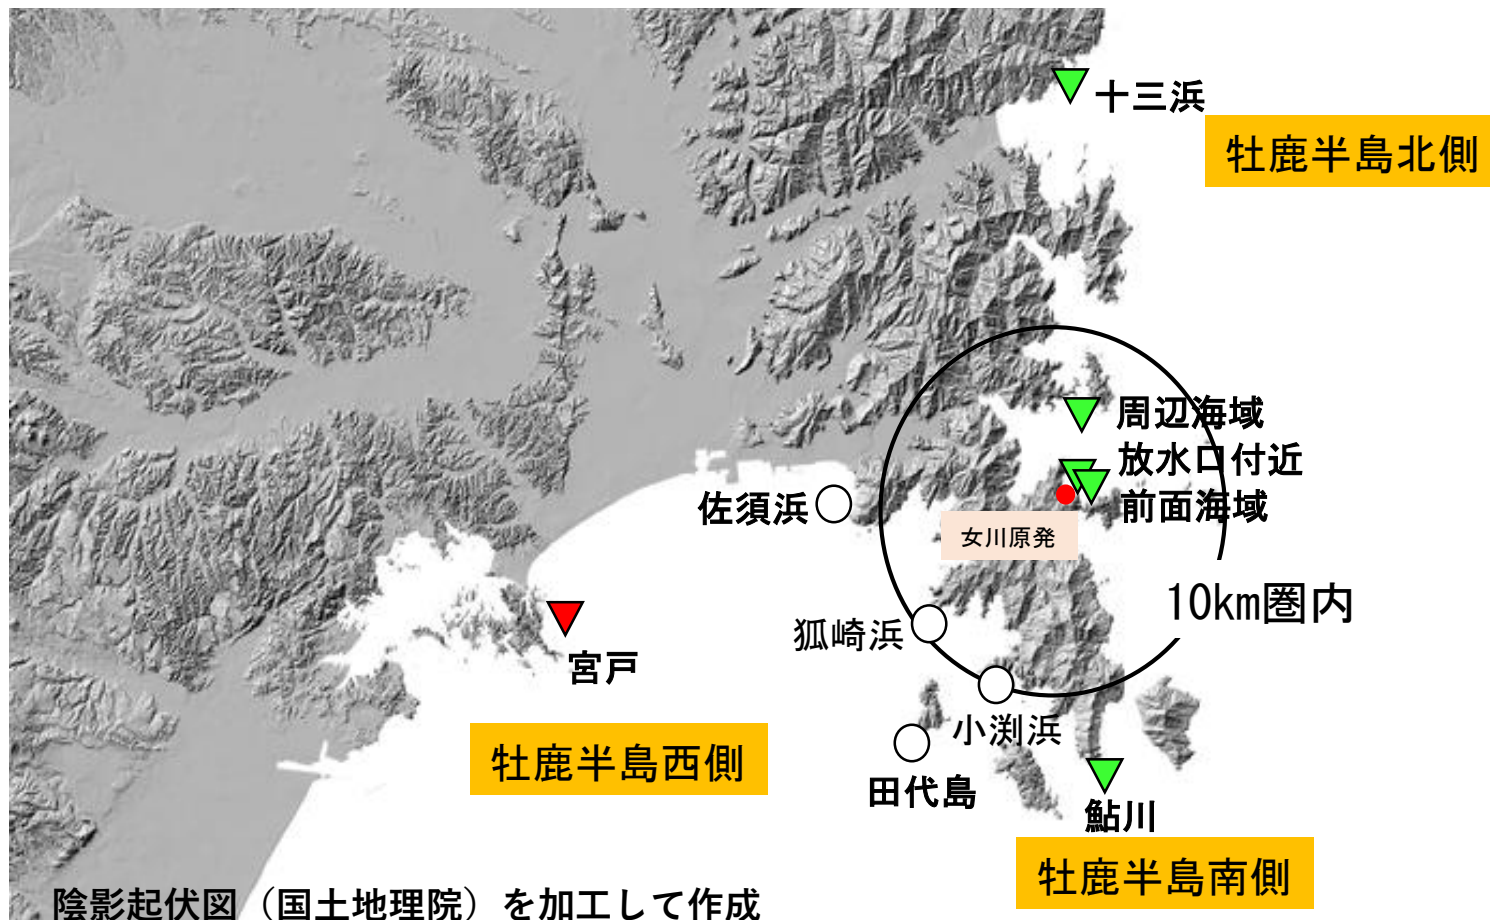 十三浜
牡鹿半島北側
周辺海域
放水口付近
前面海域
佐須浜
女川原発
10km圏内
狐崎浜
宮戸
小渕浜
牡鹿半島西側
田代島
鮎川
牡鹿半島南側
陰影起伏図（国土地理院）を加工して作成